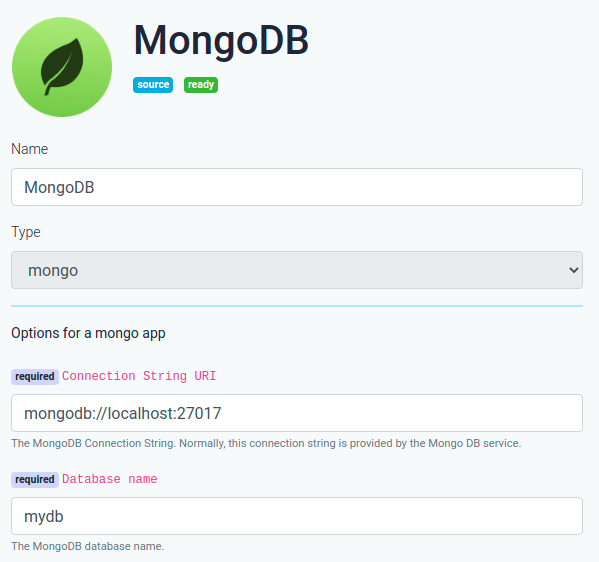 MongoDB
source ready
Name
MongoDB
Type
mongo
Options for a mongo app
required Connection String URI
mongodb://localhost:27017
The MongoDB Connection String. Normally, this connection string is provided by the Mongo DB service.
required Database name
mydb
The MongoDB database name.